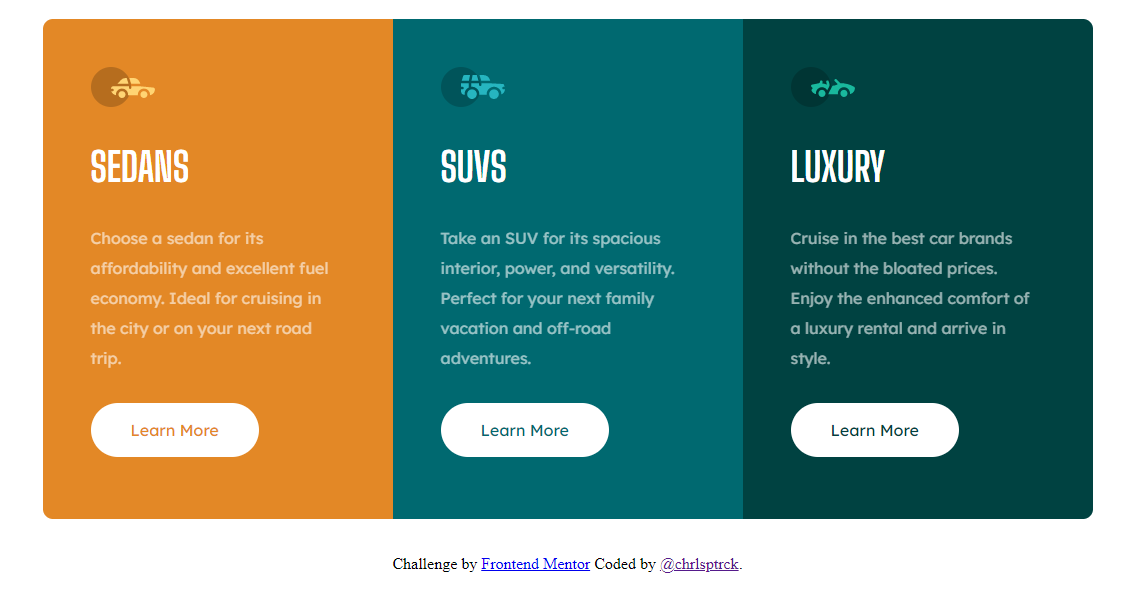 SEDANS
Choose a sedan for its
affordability and excellent fuel
economy. Ideal for cruising in
the city or on your next road
trip.
Learn More
SUVS
Take an SUV for its spacious
interior, power, and versatility.
Perfect for your next family
vacation and off-road
adventures.
Learn More
LUXURY
Cruise in the best car brands
without the bloated prices.
Enjoy the enhanced comfort of
a luxury rental and arrive in
style.
Learn More
Challenge by Frontend Mentor Coded by @chrlsptrck.